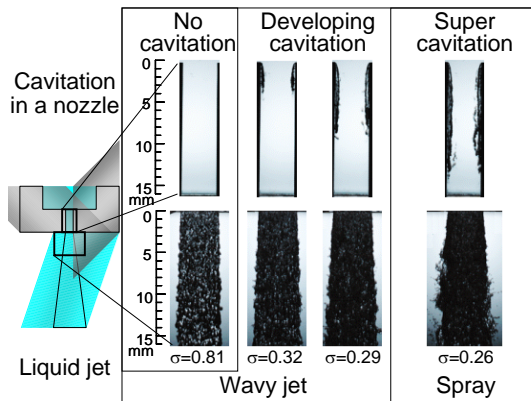 No
cavitation
Developing
cavitation
Super
cavitation
Cavitation
in a nozzle
0
5
10
15
mm
0
5
10
15
mm
Liquid jet
σ=0.81
σ=0.32
σ=0.29
σ=0.26
Wavy jet
Spray